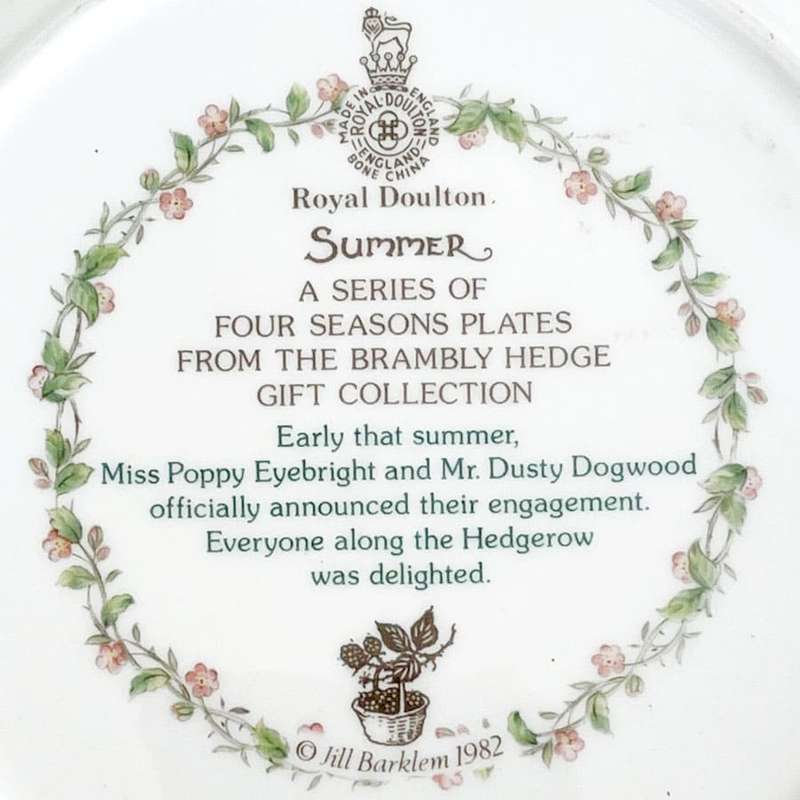 MADE IN ENGLAND
ROYAL·DOULTON
ENGLAND
BONE CHINA
Royal Doulton.
SUMMER
A SERIES OF
FOUR SEASONS PLATES
FROM THE BRAMBLY HEDGE
GIFT COLLECTION
Early that summer,
Miss Poppy Eyebright and Mr. Dusty Dogwood
officially announced their engagement.
Everyone along the Hedgerow
was delighted.
© Jill Barklem 1982